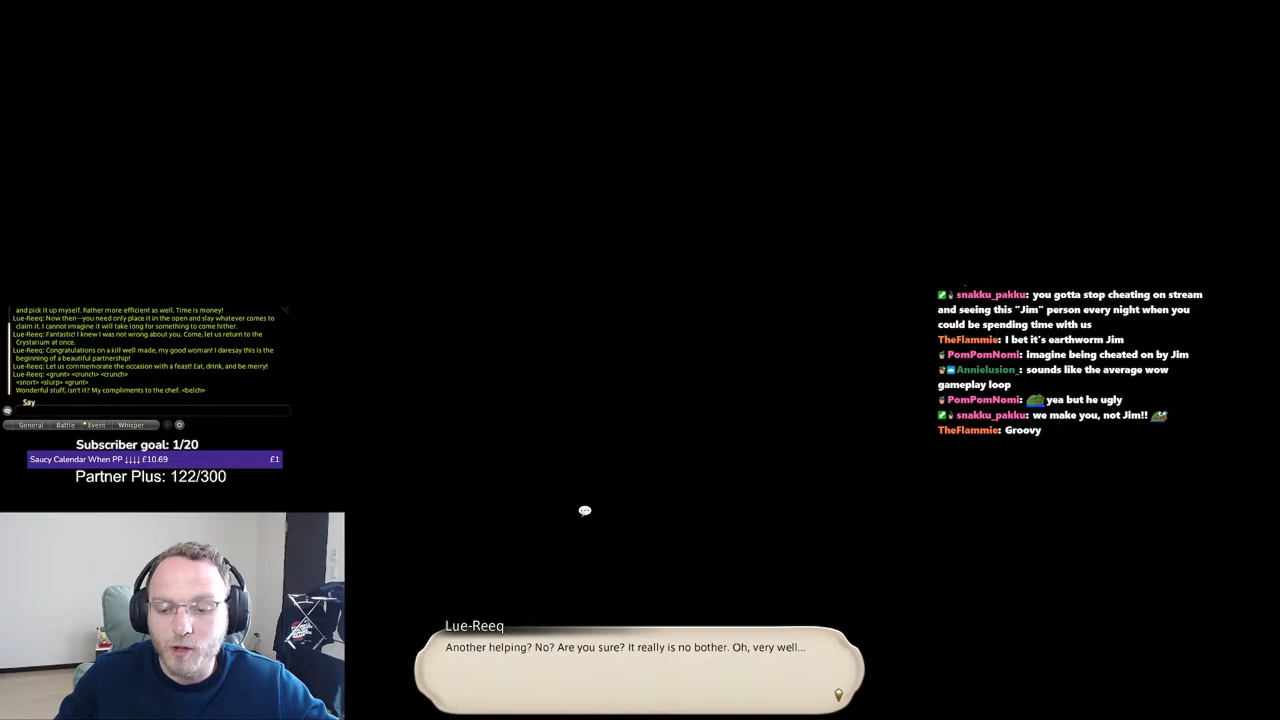 and pick it up myself. Rather more efficient as well. Time is money!
Lue-Reeq: Now then—you need only place it in the open and slay whatever comes to
claim it. I cannot imagine it will take long for something to come hither.
Lue-Reeq: Fantastic! I knew I was not wrong about you. Come, let us return to the
Crystarium at once.
Lue-Reeq: Congratulations on a kill well made, my good woman! I daresay this is the
beginning of a beautiful partnership!
Lue-Reeq: Let us commemorate the occasion with a feast! Eat, drink, and be merry!
Lue-Reeq: <grunt> <crunch> <crunch>
<snort> <slurp> <grunt>
Wonderful stuff, isn't it? My compliments to the chef. <belch>
Say
General Battle Event Whisper
Subscriber goal: 1/20
Saucy Calendar When PP ↓↓↓↓ £10.69 £1
Partner Plus: 122/300
snakku_pakku: you gotta stop cheating on stream
and seeing this "Jim" person every night when you
could be spending time with us
TheFlammie: I bet it's earthworm Jim
PomPomNomi: imagine being cheated on by Jim
Annielusion_: sounds like the average wow
gameplay loop
PomPomNomi: yea but he ugly
snakku_pakku: we make you, not Jim!!
TheFlammie: Groovy
Lue-Reeq
Another helping? No? Are you sure? It really is no bother. Oh, very well...